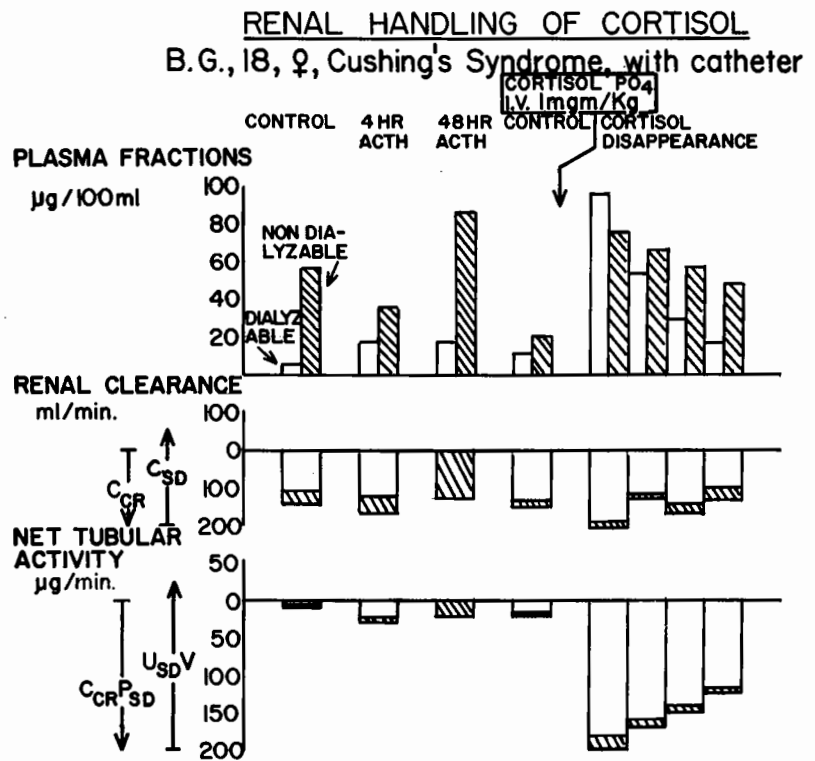 RENAL HANDLING OF CORTISOL
B.G., 18, ♀, Cushing's Syndrome, with catheter
CORTISOL PO4
I.V. 1mgm/Kg
CONTROL
4 HR
ACTH
48HR
ACTH
CONTROL
CORTISOL
DISAPPEARANCE
PLASMA FRACTIONS
µg/100ml
100
80
60
40
20
NON DIA-
LYZABLE
DIALYZ
ABLE
RENAL CLEARANCE
ml/min.
100
0
100
200
CCR
CSD
NET TUBULAR
ACTIVITY
µg/min.
50
0
50
100
150
200
CCRPSD
USDV